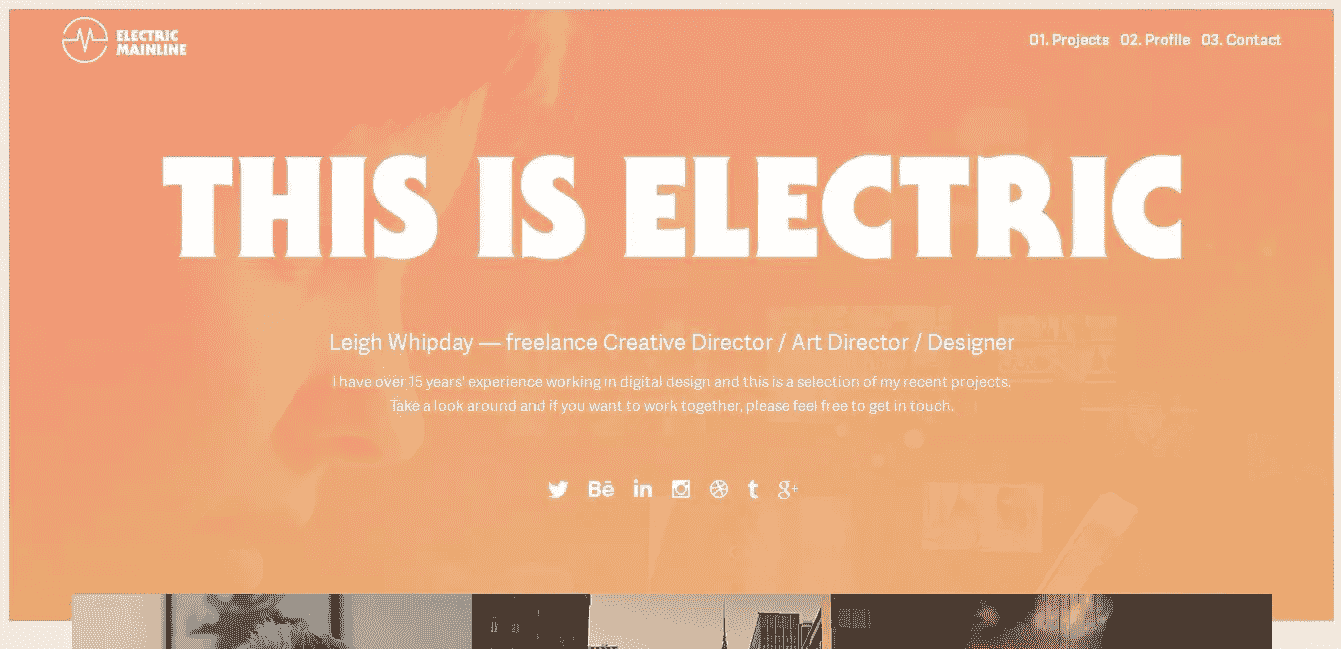 ELECTRIC
MAINLINE
01. Projects 02. Profile 03. Contact
THIS IS ELECTRIC
Leigh Whipday — freelance Creative Director / Art Director / Designer
I have over 15 years' experience working in digital design and this is a selection of my recent projects.
Take a look around and if you want to work together, please feel free to get in touch.
Bē in t g+